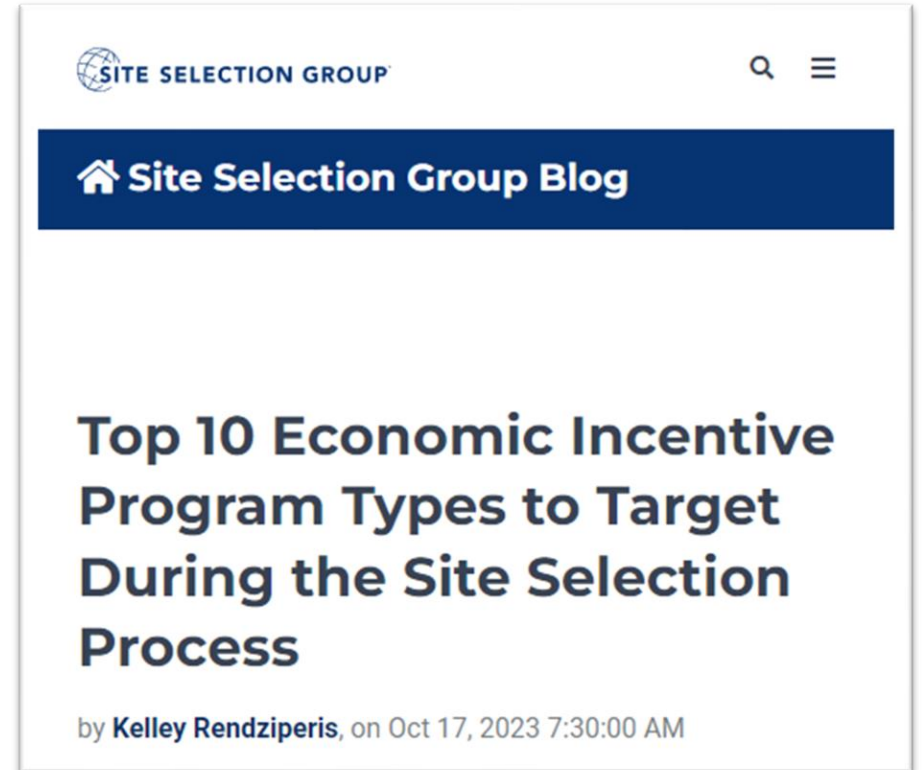 SITE SELECTION GROUP
Site Selection Group Blog
Top 10 Economic Incentive
Program Types to Target
During the Site Selection
Process
by Kelley Rendziperis, on Oct 17, 2023 7:30:00 AM